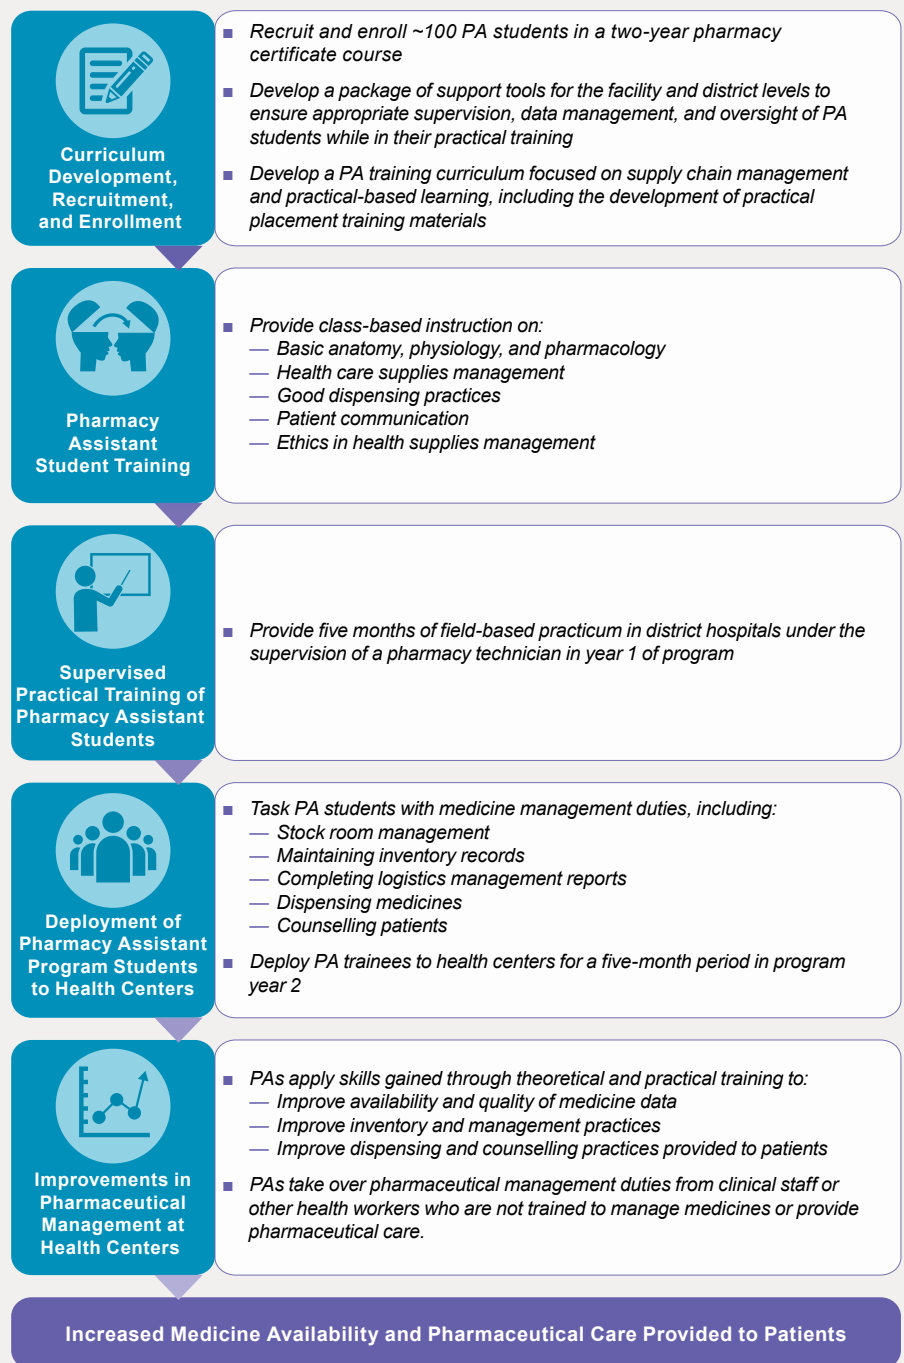 Curriculum
Development,
Recruitment,
and Enrollment
■ Recruit and enroll ~100 PA students in a two-year pharmacy
certificate course
■ Develop a package of support tools for the facility and district levels to
ensure appropriate supervision, data management, and oversight of PA
students while in their practical training
■ Develop a PA training curriculum focused on supply chain management
and practical-based learning, including the development of practical
placement training materials
Pharmacy
Assistant
Student Training
■ Provide class-based instruction on:
— Basic anatomy, physiology, and pharmacology
— Health care supplies management
— Good dispensing practices
— Patient communication
— Ethics in health supplies management
Supervised
Practical Training of
Pharmacy Assistant
Students
■ Provide five months of field-based practicum in district hospitals under the
supervision of a pharmacy technician in year 1 of program
Deployment of
Pharmacy Assistant
Program Students
to Health Centers
■ Task PA students with medicine management duties, including:
— Stock room management
— Maintaining inventory records
— Completing logistics management reports
— Dispensing medicines
— Counselling patients
■ Deploy PA trainees to health centers for a five-month period in program
year 2
Improvements in
Pharmaceutical
Management at
Health Centers
■ PAs apply skills gained through theoretical and practical training to:
— Improve availability and quality of medicine data
— Improve inventory and management practices
— Improve dispensing and counselling practices provided to patients
■ PAs take over pharmaceutical management duties from clinical staff or
other health workers who are not trained to manage medicines or provide
pharmaceutical care.
Increased Medicine Availability and Pharmaceutical Care Provided to Patients